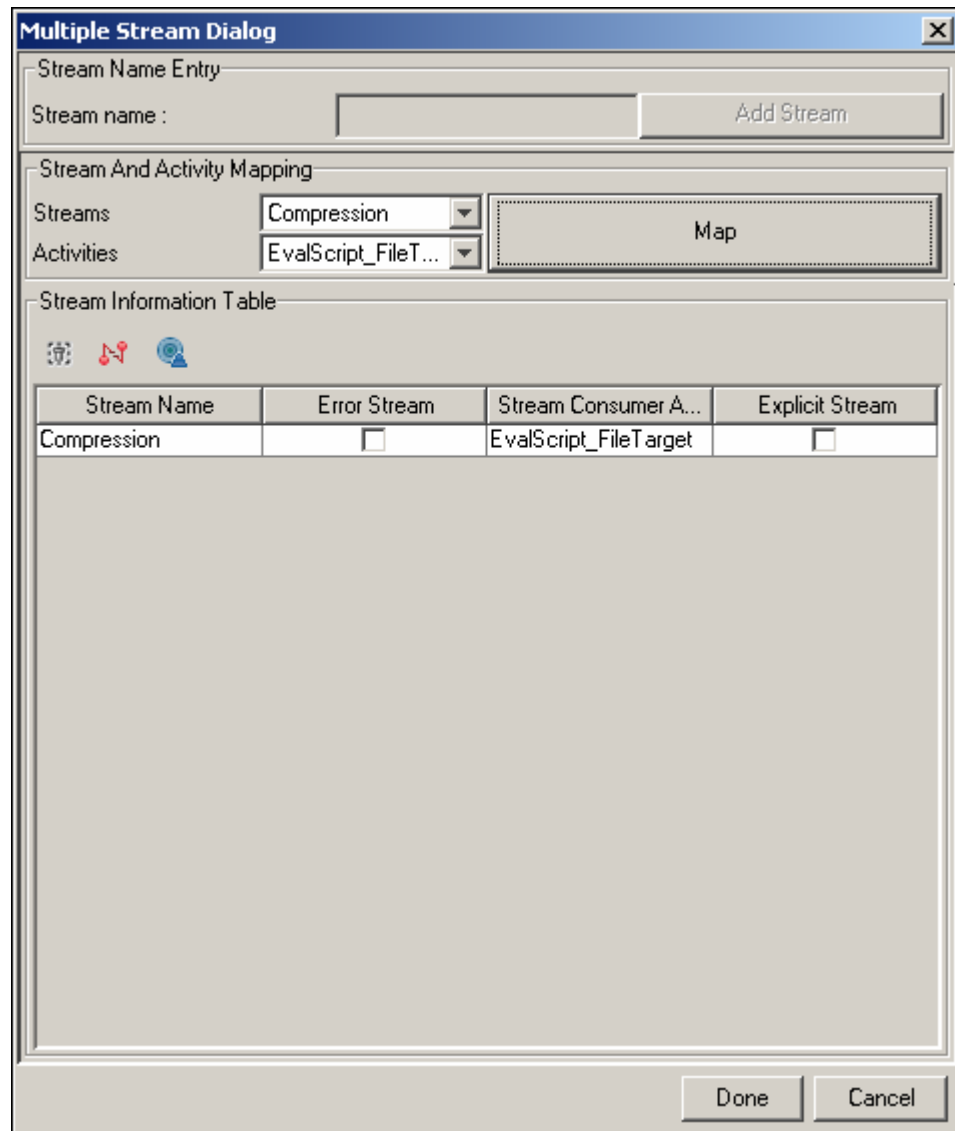 Multiple Stream Dialog
Stream Name Entry
Stream name :
Add Stream
Stream And Activity Mapping
Streams
Compression
Map
Activities
EvalScript_FileT...
Stream Information Table
Stream Name Error Stream Stream Consumer A... Explicit Stream
Compression EvalScript_FileTarget
Done Cancel